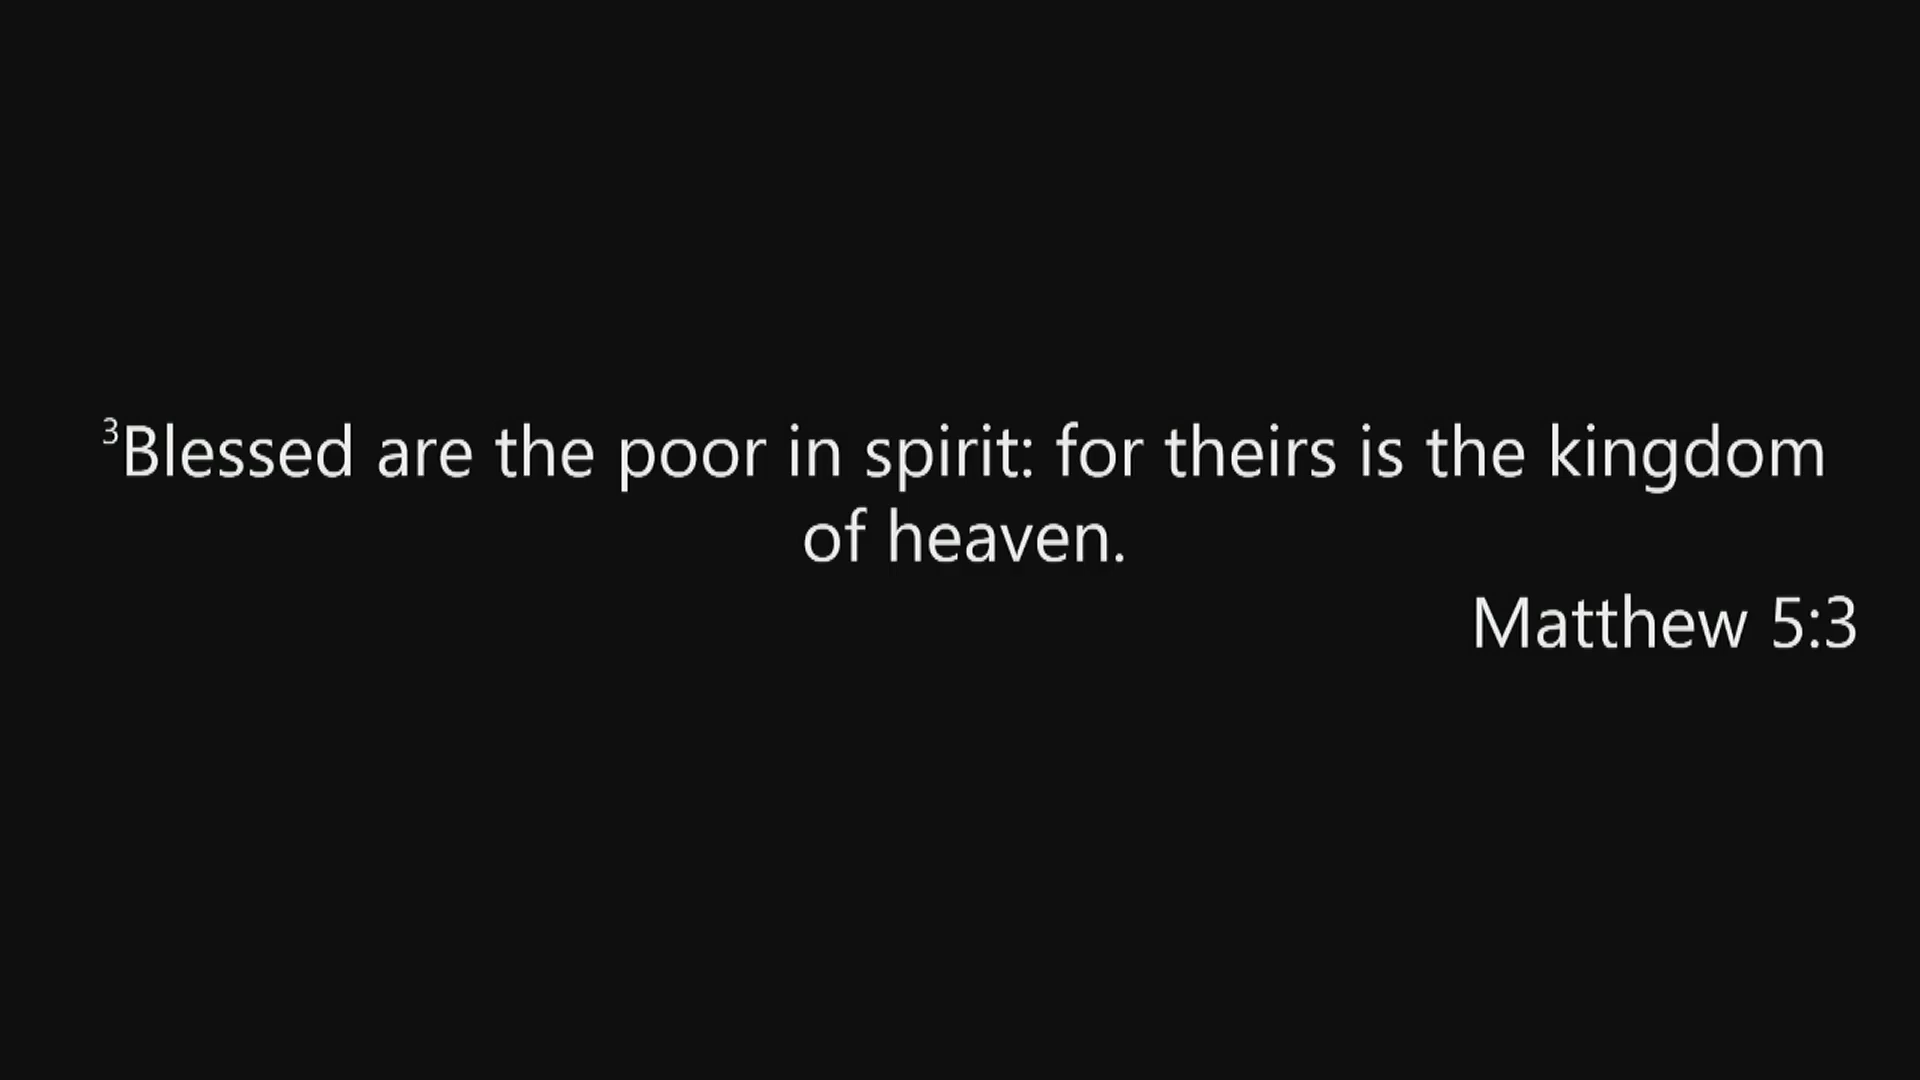 ³Blessed are the poor in spirit: for theirs is the kingdom
of heaven.
Matthew 5:3